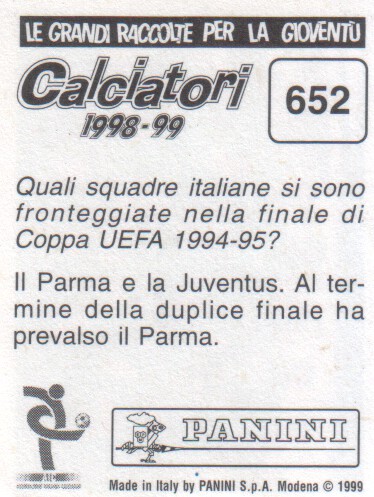 LE GRANDI RACCOLTE PER LA GIOVENTÙ
Calciatori
1998-99
652
Quali squadre italiane si sono
fronteggiate nella finale di
Coppa UEFA 1994-95?
Il Parma e la Juventus. Al ter-
mine della duplice finale ha
prevalso il Parma.
PANINI
Made in Italy by PANINI S.p.A. Modena © 1999